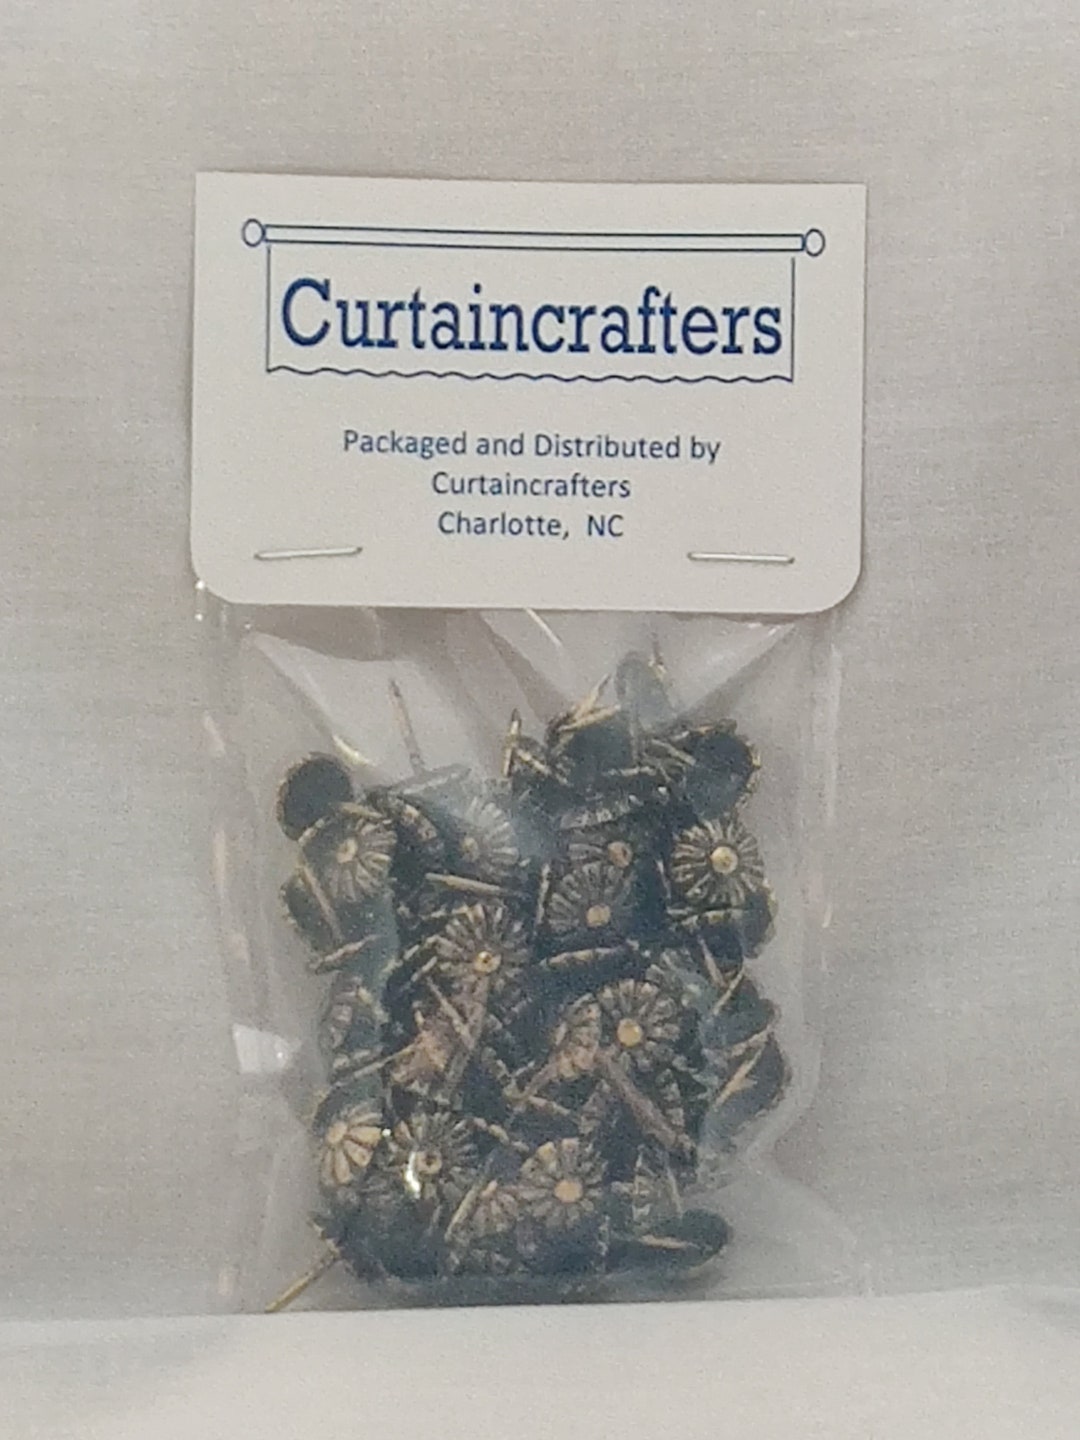 Curtaincrafters
Packaged and Distributed by
Curtaincrafters
Charlotte, NC